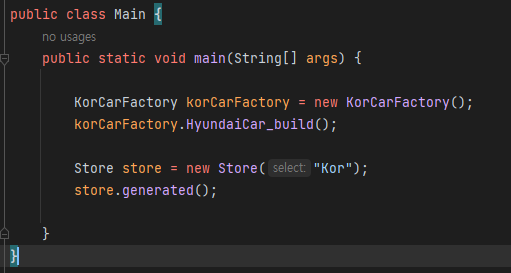 public class Main {
no usages
public static void main(String[] args) {
KorCarFactory korCarFactory = new KorCarFactory();
korCarFactory.HyundaiCar_build();
Store store = new Store( select: "Kor");
store.generated();
}
}